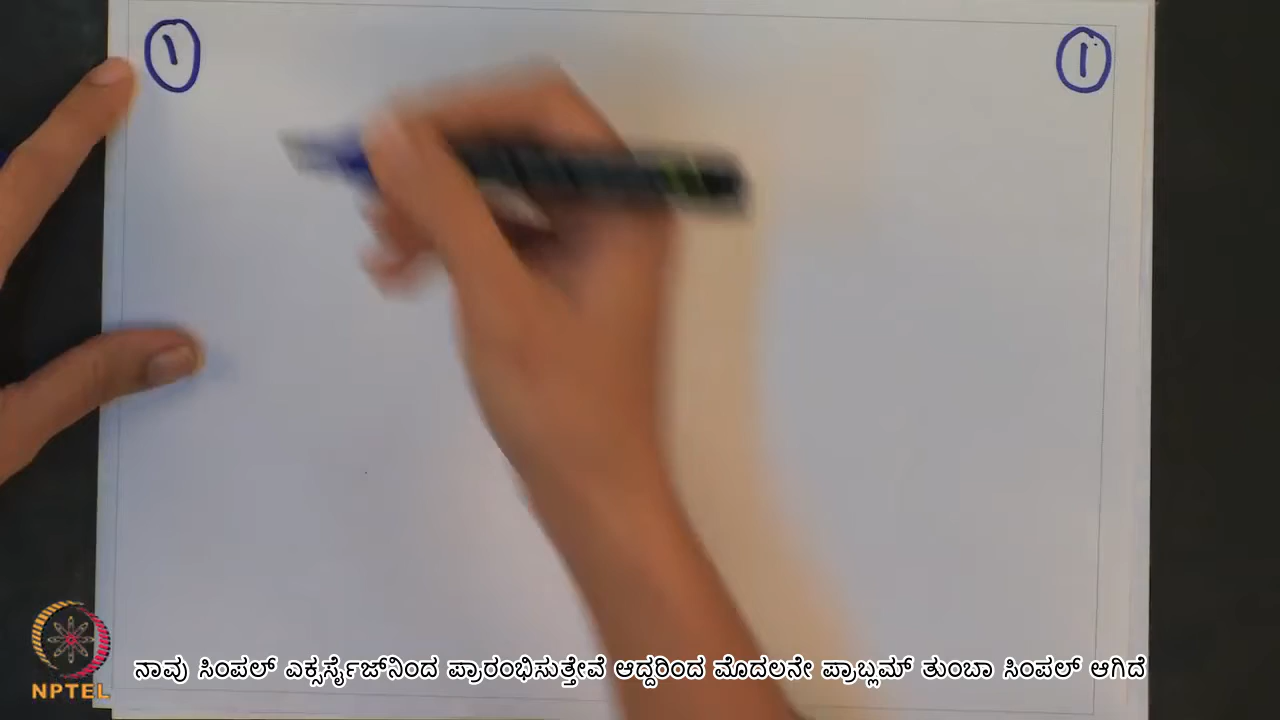 1 1
ನಾವು ಸಿಂಪಲ್ ಎಕ್ಸರ್ಸೈಜ್‌ನಿಂದ ಪ್ರಾರಂಭಿಸುತ್ತೇವೆ ಆದ್ದರಿಂದ ಮೊದಲನೇ ಪ್ರಾಬ್ಲಮ್ ತುಂಬಾ ಸಿಂಪಲ್ ಆಗಿದೆ
NPTEL